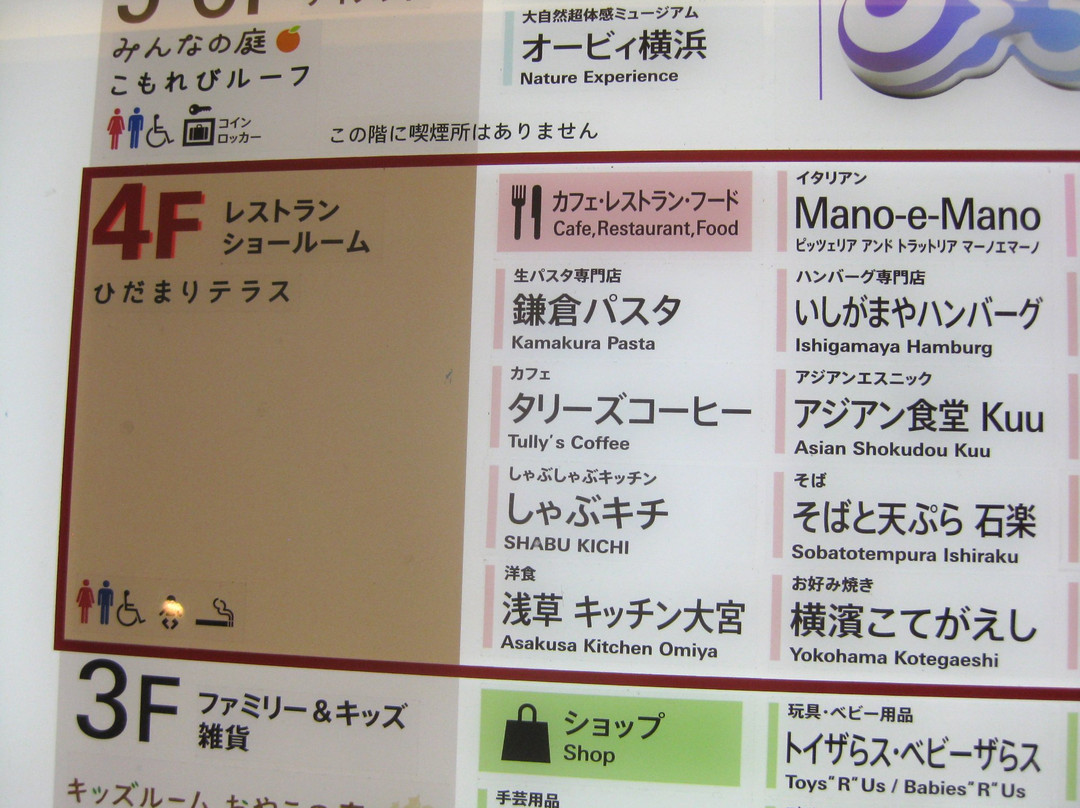 みんなの庭
こもれびルーフ
コイン
ロッカー
大自然超体感ミュージアム
オービィ横浜
Nature Experience
この階に喫煙所はありません
4F
レストラン
ショールーム
ひだまりテラス
カフェ・レストラン・フード
Cafe,Restaurant,Food
生パスタ専門店
鎌倉パスタ
Kamakura Pasta
カフェ
タリーズコーヒー
Tully's Coffee
しゃぶしゃぶキッチン
しゃぶキチ
SHABU KICHI
洋食
浅草 キッチン大宮
Asakusa Kitchen Omiya
イタリアン
Mano-e-Mano
ピッツェリア アンド トラットリア マーノエマーノ
ハンバーグ専門店
いしがまやハンバーグ
Ishigamaya Hamburg
アジアンエスニック
アジアン食堂 Kuu
Asian Shokudou Kuu
そば
そばと天ぷら 石楽
Sobatotempura Ishiraku
お好み焼き
横濱こてがえし
Yokohama Kotegaeshi
3F
ファミリー&キッズ
雑貨
キッズルーム
ショップ
Shop
手芸用品
玩具・ベビー用品
トイザらス・ベビーザらス
Toys"R"Us / Babies"R"Us